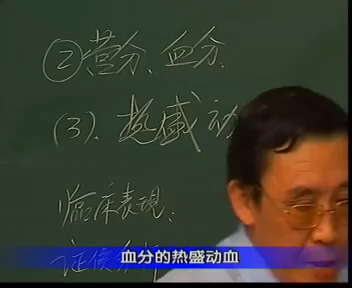 ②营分、血分
(3)、热盛动
临床表现:
证候分析
血分的热盛动血